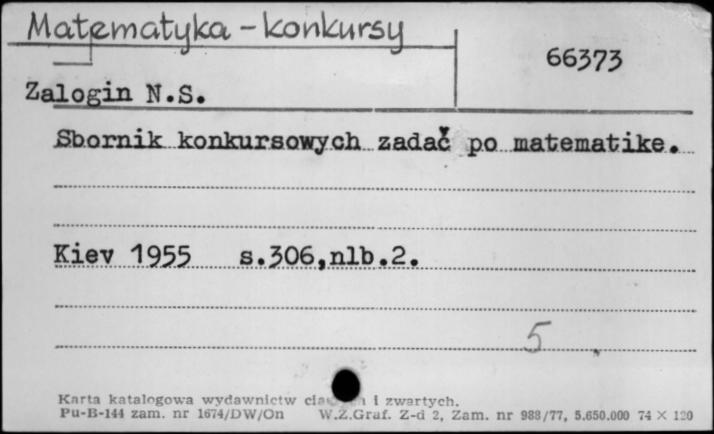 Matematyka - konkursy
66373
Zalogin N.S.
Sbornik konkursowych zadač po matematike.
Kiev 1955 s.306,nlb.2.
5
Karta katalogowa wydawnictw i zwartych.
Pu-B-144 zam. nr 1674/DW/On W.Z.Graf. Z-d 2, Zam. nr 988/77, 5.650.000 74 × 120